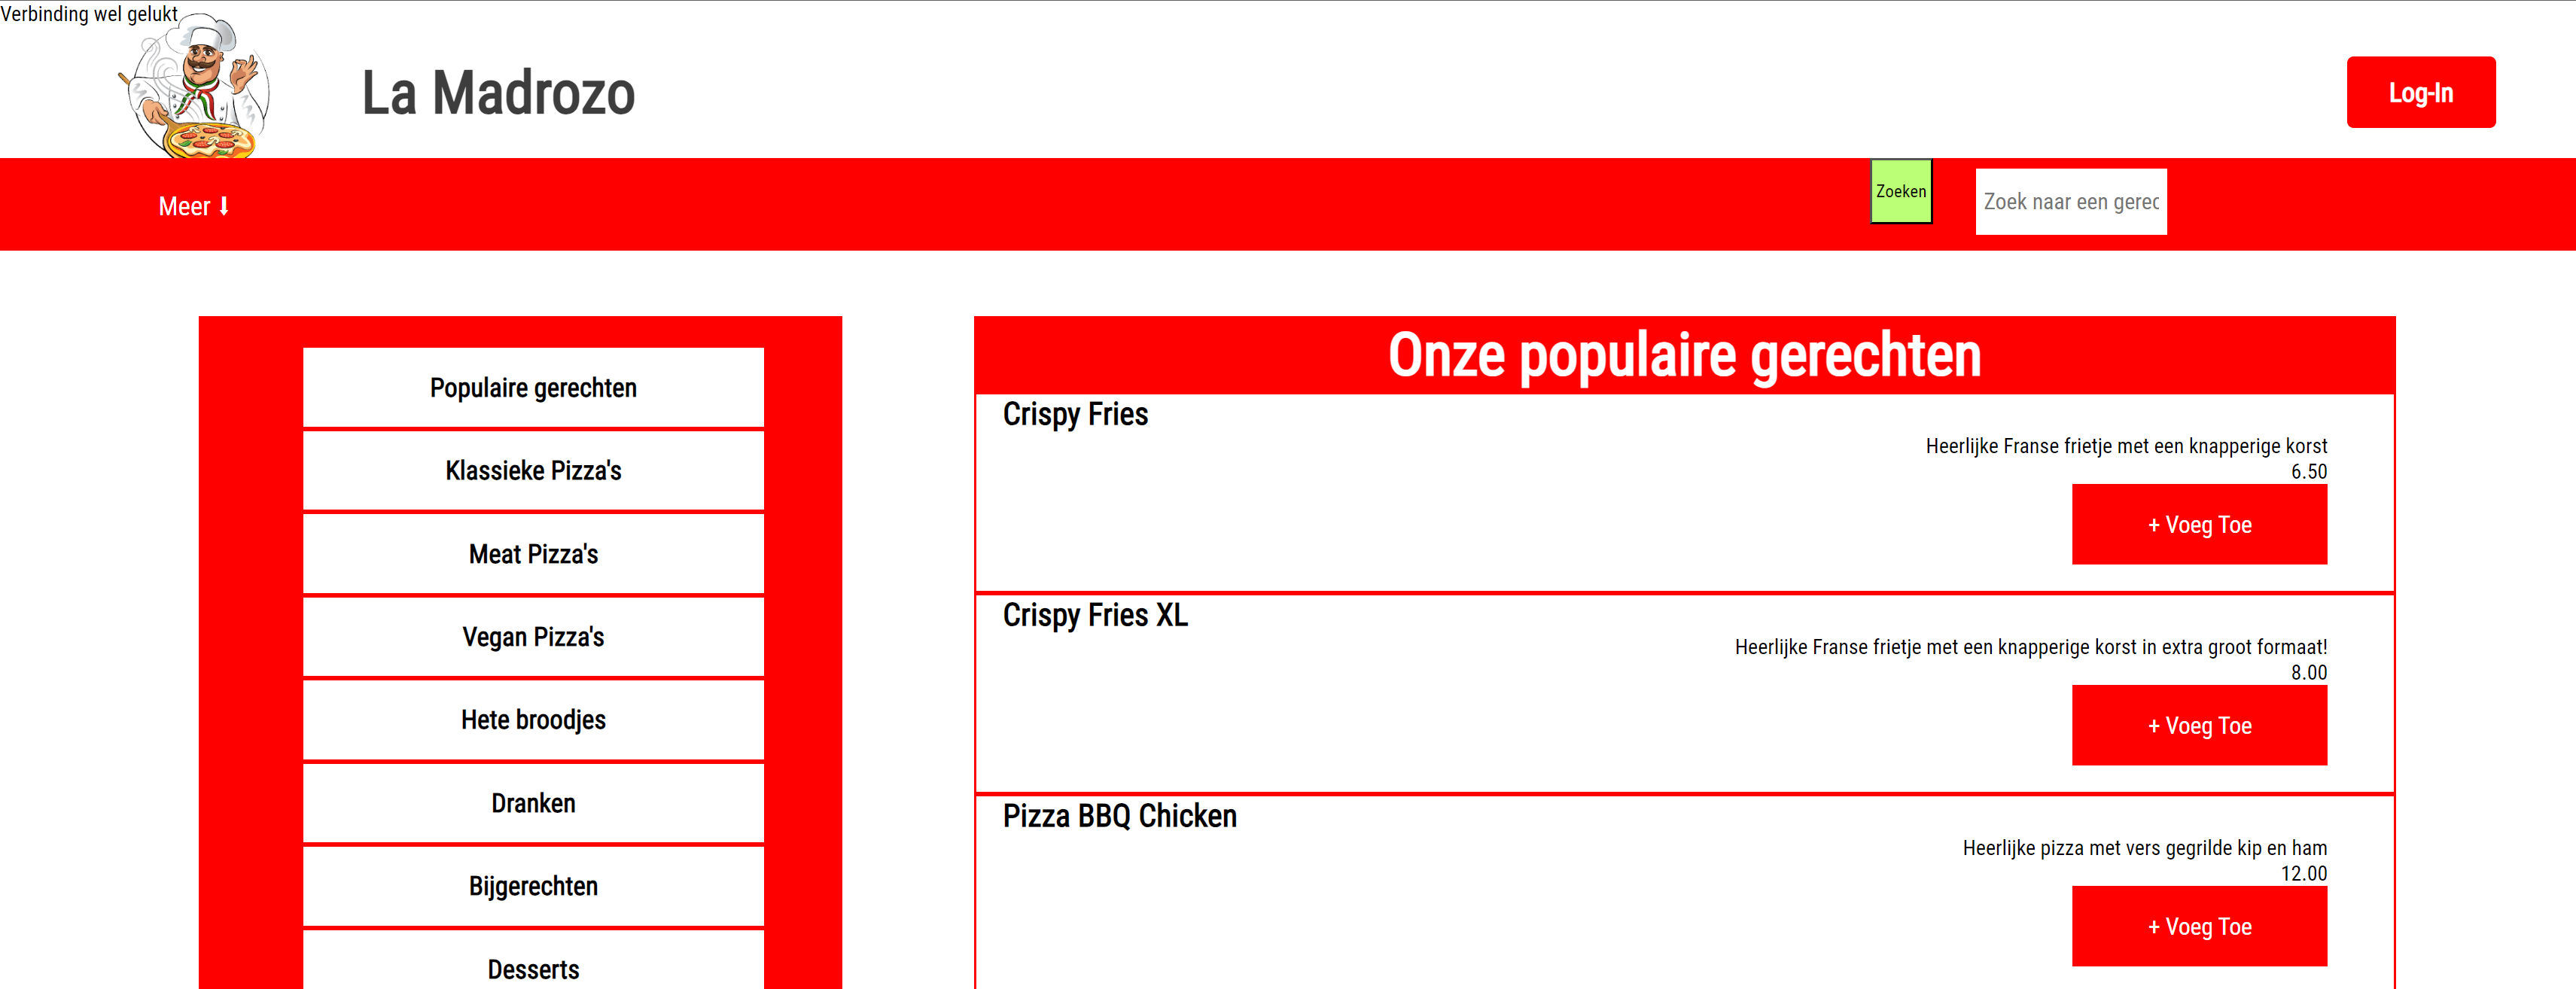 Verbinding wel gelukt
La Madrozo
Log-In
Meer ⬇
Zoeken
Zoek naar een gerec
Populaire gerechten
Klassieke Pizza's
Meat Pizza's
Vegan Pizza's
Hete broodjes
Dranken
Bijgerechten
Desserts
Onze populaire gerechten
Crispy Fries
Heerlijke Franse frietje met een knapperige korst
6.50
+ Voeg Toe
Crispy Fries XL
Heerlijke Franse frietje met een knapperige korst in extra groot formaat!
8.00
+ Voeg Toe
Pizza BBQ Chicken
Heerlijke pizza met vers gegrilde kip en ham
12.00
+ Voeg Toe